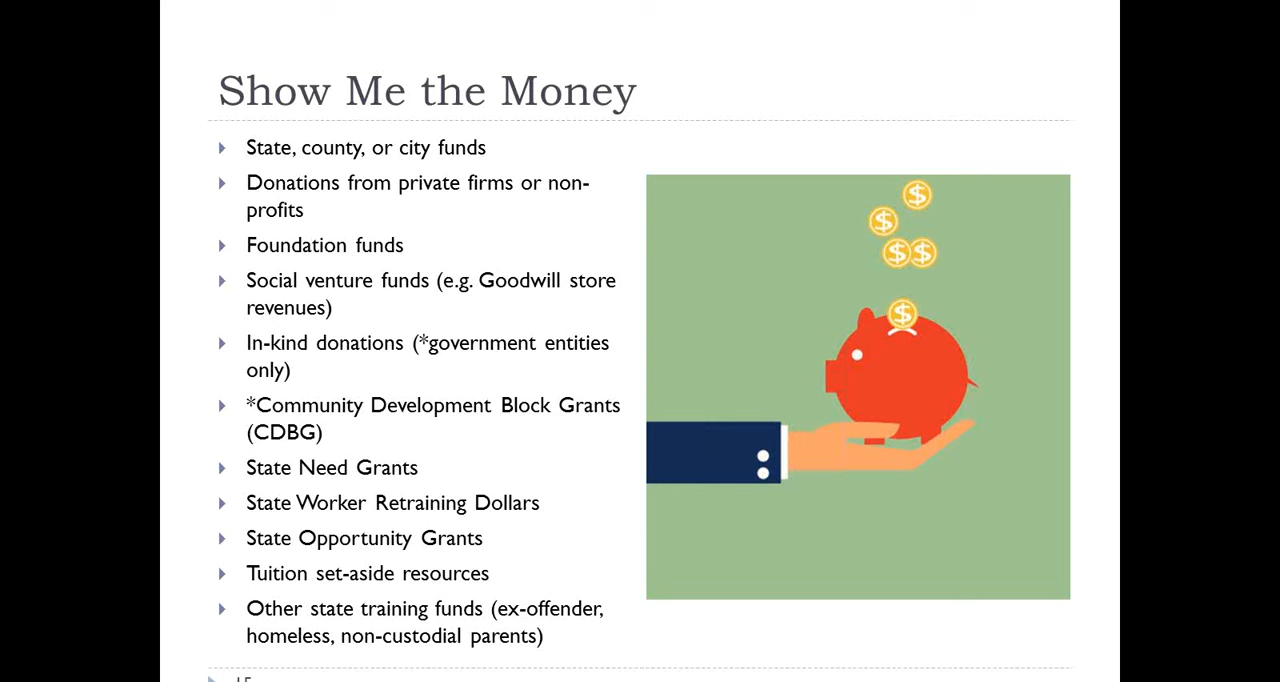 Show Me the Money
State, county, or city funds
Donations from private firms or non-
profits
Foundation funds
Social venture funds (e.g. Goodwill store
revenues)
In-kind donations (*government entities
only)
*Community Development Block Grants
(CDBG)
State Need Grants
State Worker Retraining Dollars
State Opportunity Grants
Tuition set-aside resources
Other state training funds (ex-offender,
homeless, non-custodial parents)
$
$
$$
$